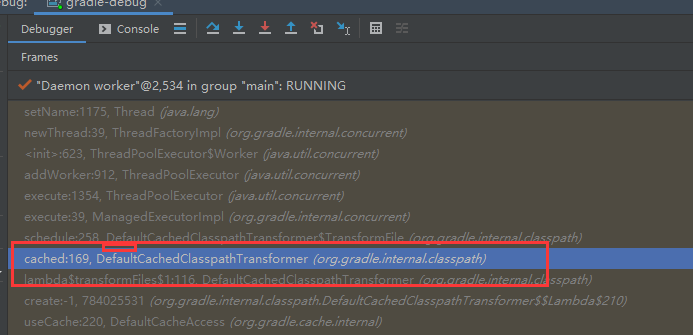 ebug:
gradle-debug
Debugger
Console
Frames
"Daemon worker"@2,534 in group "main": RUNNING
setName:1175, Thread (java.lang)
newThread:39, ThreadFactoryImpl (org.gradle.internal.concurrent)
<init>:623, ThreadPoolExecutor$Worker (java.util.concurrent)
addWorker:912, ThreadPoolExecutor (java.util.concurrent)
execute:1354, ThreadPoolExecutor (java.util.concurrent)
execute:39, ManagedExecutorImpl (org.gradle.internal.concurrent)
schedule:258, DefaultCachedClasspathTransformer$TransformFile (org.gradle.internal.classpath)
cached:169, DefaultCachedClasspathTransformer (org.gradle.internal.classpath)
lambda$transformFiles$1:116, DefaultCachedClasspathTransformer (org.gradle.internal.classpath)
create:-1, 784025531 (org.gradle.internal.classpath.DefaultCachedClasspathTransformer$$Lambda$210)
useCache:220, DefaultCacheAccess (org.gradle.cache.internal)